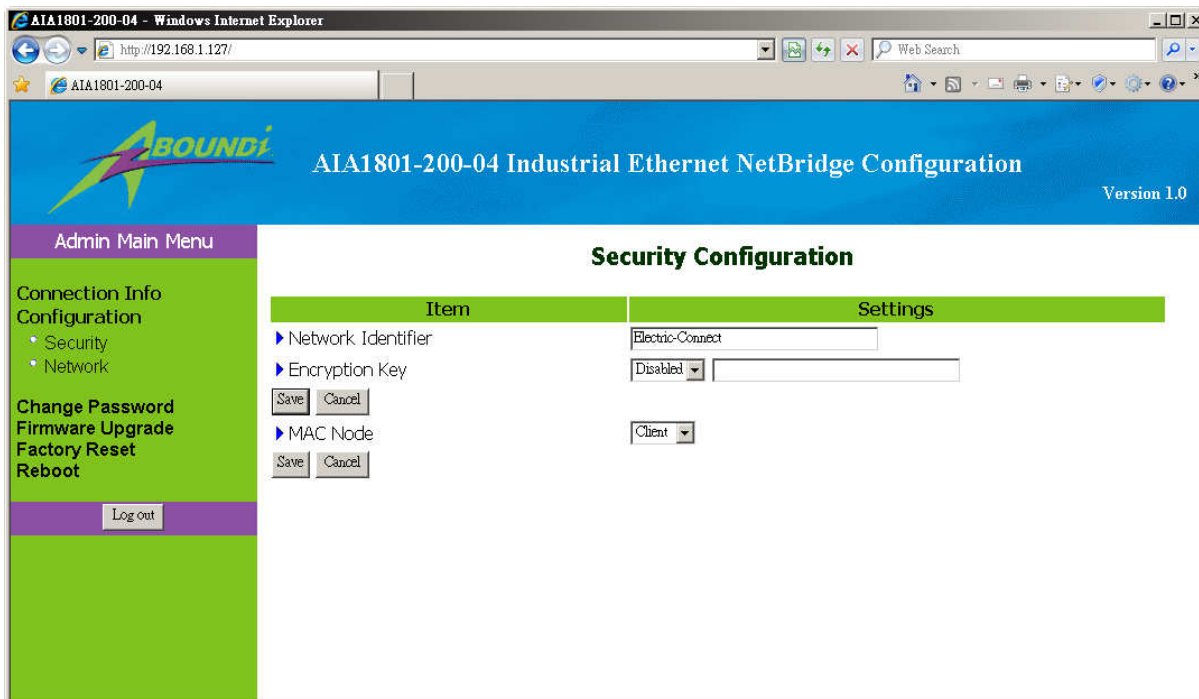 AIA1801-200-04 - Windows Internet Explorer
http://192.168.1.127/
Web Search
AIA1801-200-04
ABOUNDi
AIA1801-200-04 Industrial Ethernet NetBridge Configuration
Version 1.0
Admin Main Menu
Connection Info
Configuration
Security
Network
Change Password
Firmware Upgrade
Factory Reset
Reboot
Log out
Security Configuration
Item Settings
Network Identifier Electric-Connect
Encryption Key Disabled
Save Cancel
MAC Node Client
Save Cancel